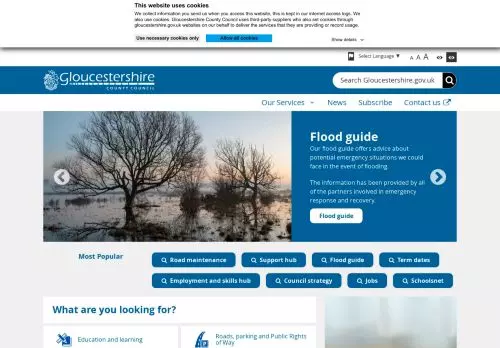 This website uses cookies
We collect information you send us when you access this website, this is kept in our internet access logs. We
also use cookies. Gloucestershire County Council uses third-party suppliers who also set cookies through
gloucestershire.gov.uk websites on our behalf to deliver the services that they are providing or record usage.
Use necessary cookies only
Allow all cookies
Show details
Select Language ▼
A A A
Gloucestershire
COUNTY COUNCIL
Search Gloucestershire.gov.uk
Our Services
News
Subscribe
Contact us
Flood guide
Our flood guide offers advice about
potential emergency situations we could
face in the event of flooding.
The information has been provided by all
of the partners involved in emergency
response and recovery.
Flood guide
Most Popular
Road maintenance
Support hub
Flood guide
Term dates
Employment and skills hub
Council strategy
Jobs
Schoolsnet
What are you looking for?
Education and learning
Roads, parking and Public Rights
of Way